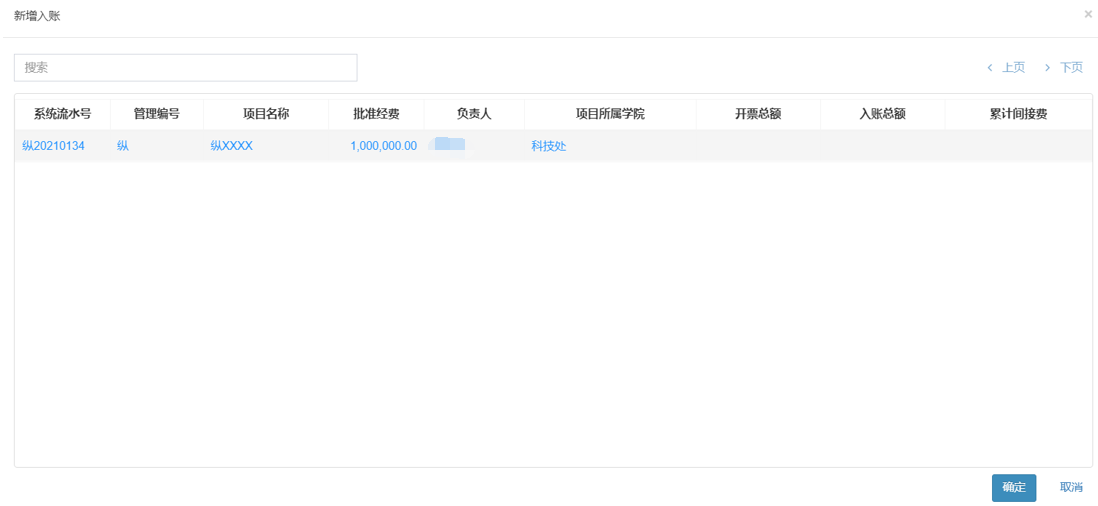 新增入账
×
搜索
上页 下页
系统流水号 管理编号 项目名称 批准经费 负责人 项目所属学院 开票总额 入账总额 累计间接费
纵20210134 纵 纵XXXX 1,000,000.00 科技处
确定 取消